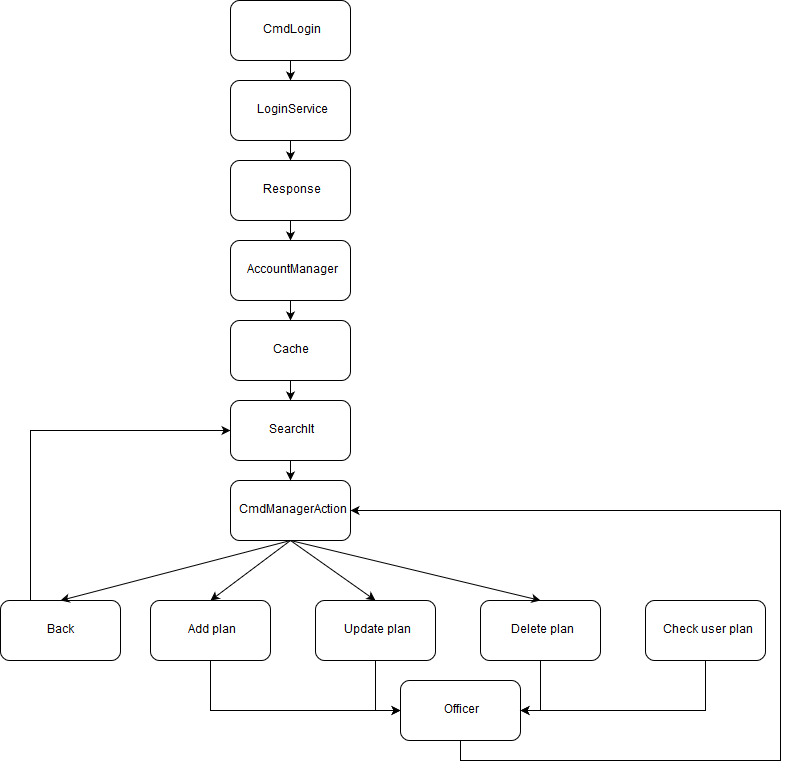 CmdLogin
LoginService
Response
AccountManager
Cache
SearchIt
CmdManagerAction
Back
Add plan
Update plan
Delete plan
Check user plan
Officer